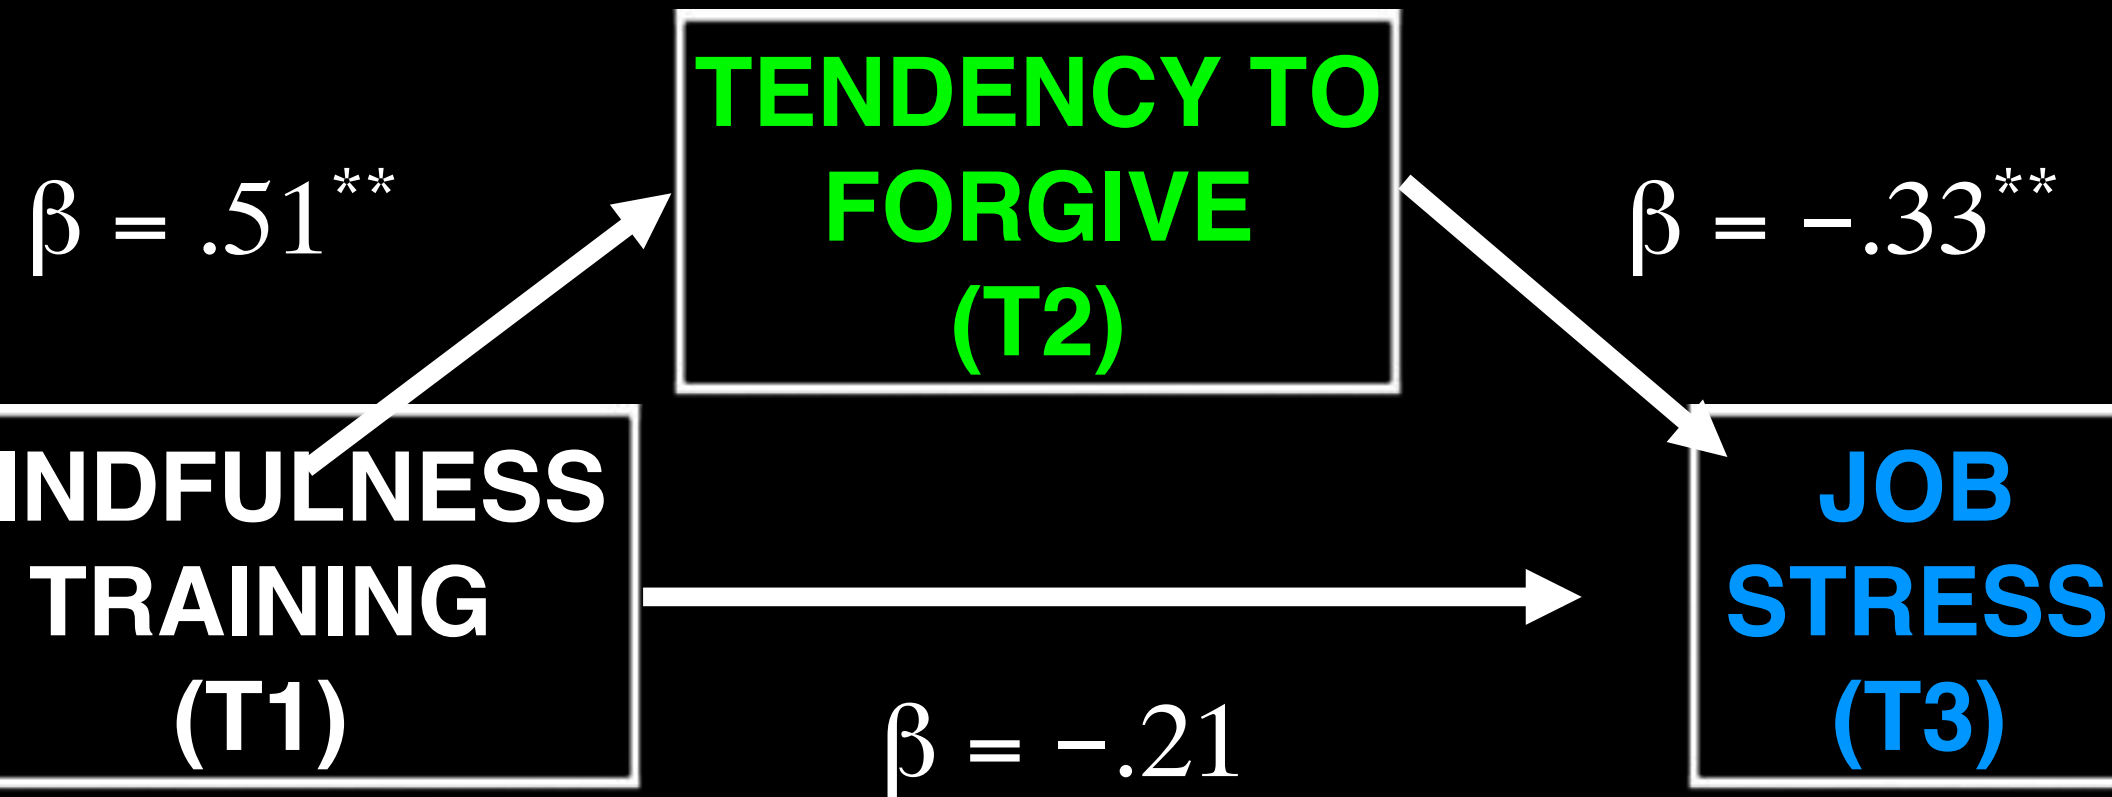 TENDENCY TO
FORGIVE
(T2)
β = .51**
β = −.33**
INDFULNESS
TRAINING
(T1)
JOB
STRESS
(T3)
β = −.21